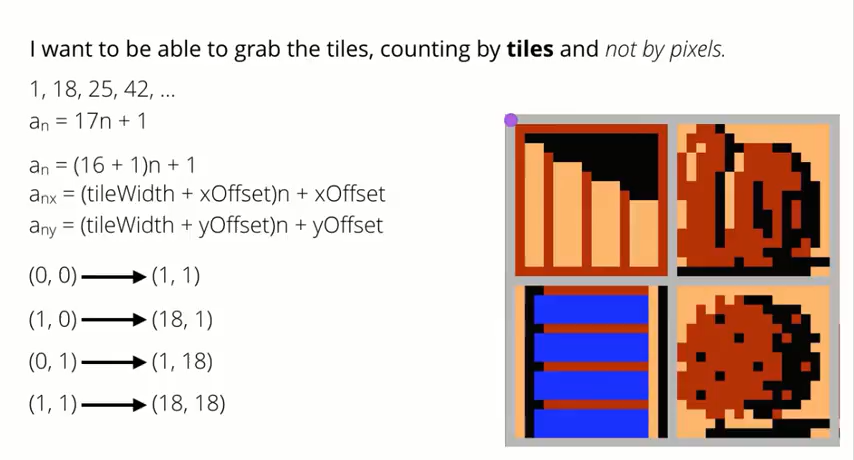 I want to be able to grab the tiles, counting by tiles and not by pixels.
1, 18, 25, 42, ...
aₙ = 17n + 1
aₙ = (16 + 1)n + 1
aₙₓ = (tileWidth + xOffset)n + xOffset
aₙᵧ = (tileWidth + yOffset)n + yOffset
(0, 0) → (1, 1)
(1, 0) → (18, 1)
(0, 1) → (1, 18)
(1, 1) → (18, 18)